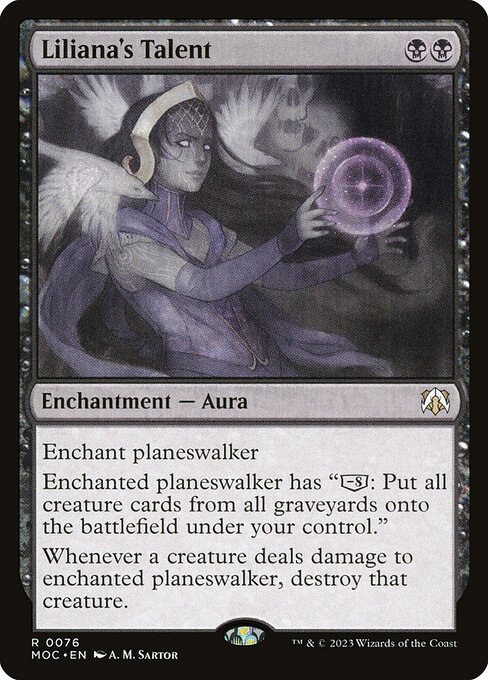 Liliana's Talent
Enchantment — Aura
Enchant planeswalker
Enchanted planeswalker has “−8: Put all
creature cards from all graveyards onto
the battlefield under your control.”
Whenever a creature deals damage to
enchanted planeswalker, destroy that
creature.
R 0076
MOC • EN A. M. Sartor
™ & © 2023 Wizards of the Coast